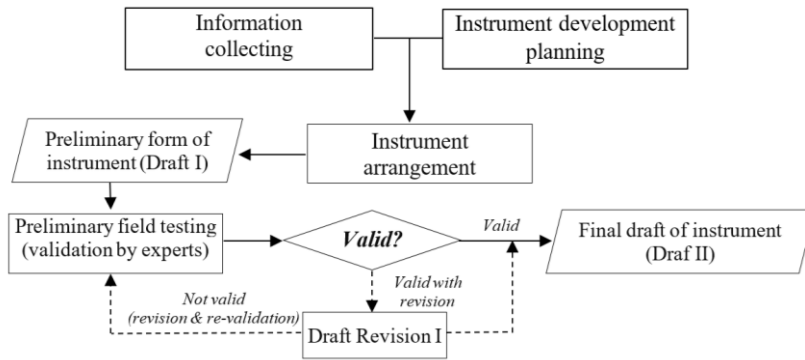 Information
collecting
Instrument development
planning
Preliminary form of
instrument (Draft I)
Instrument
arrangement
Preliminary field testing
(validation by experts)
Valid?
Valid
Final draft of instrument
(Draf II)
Not valid
(revision & re-validation)
Valid with
revision
Draft Revision I